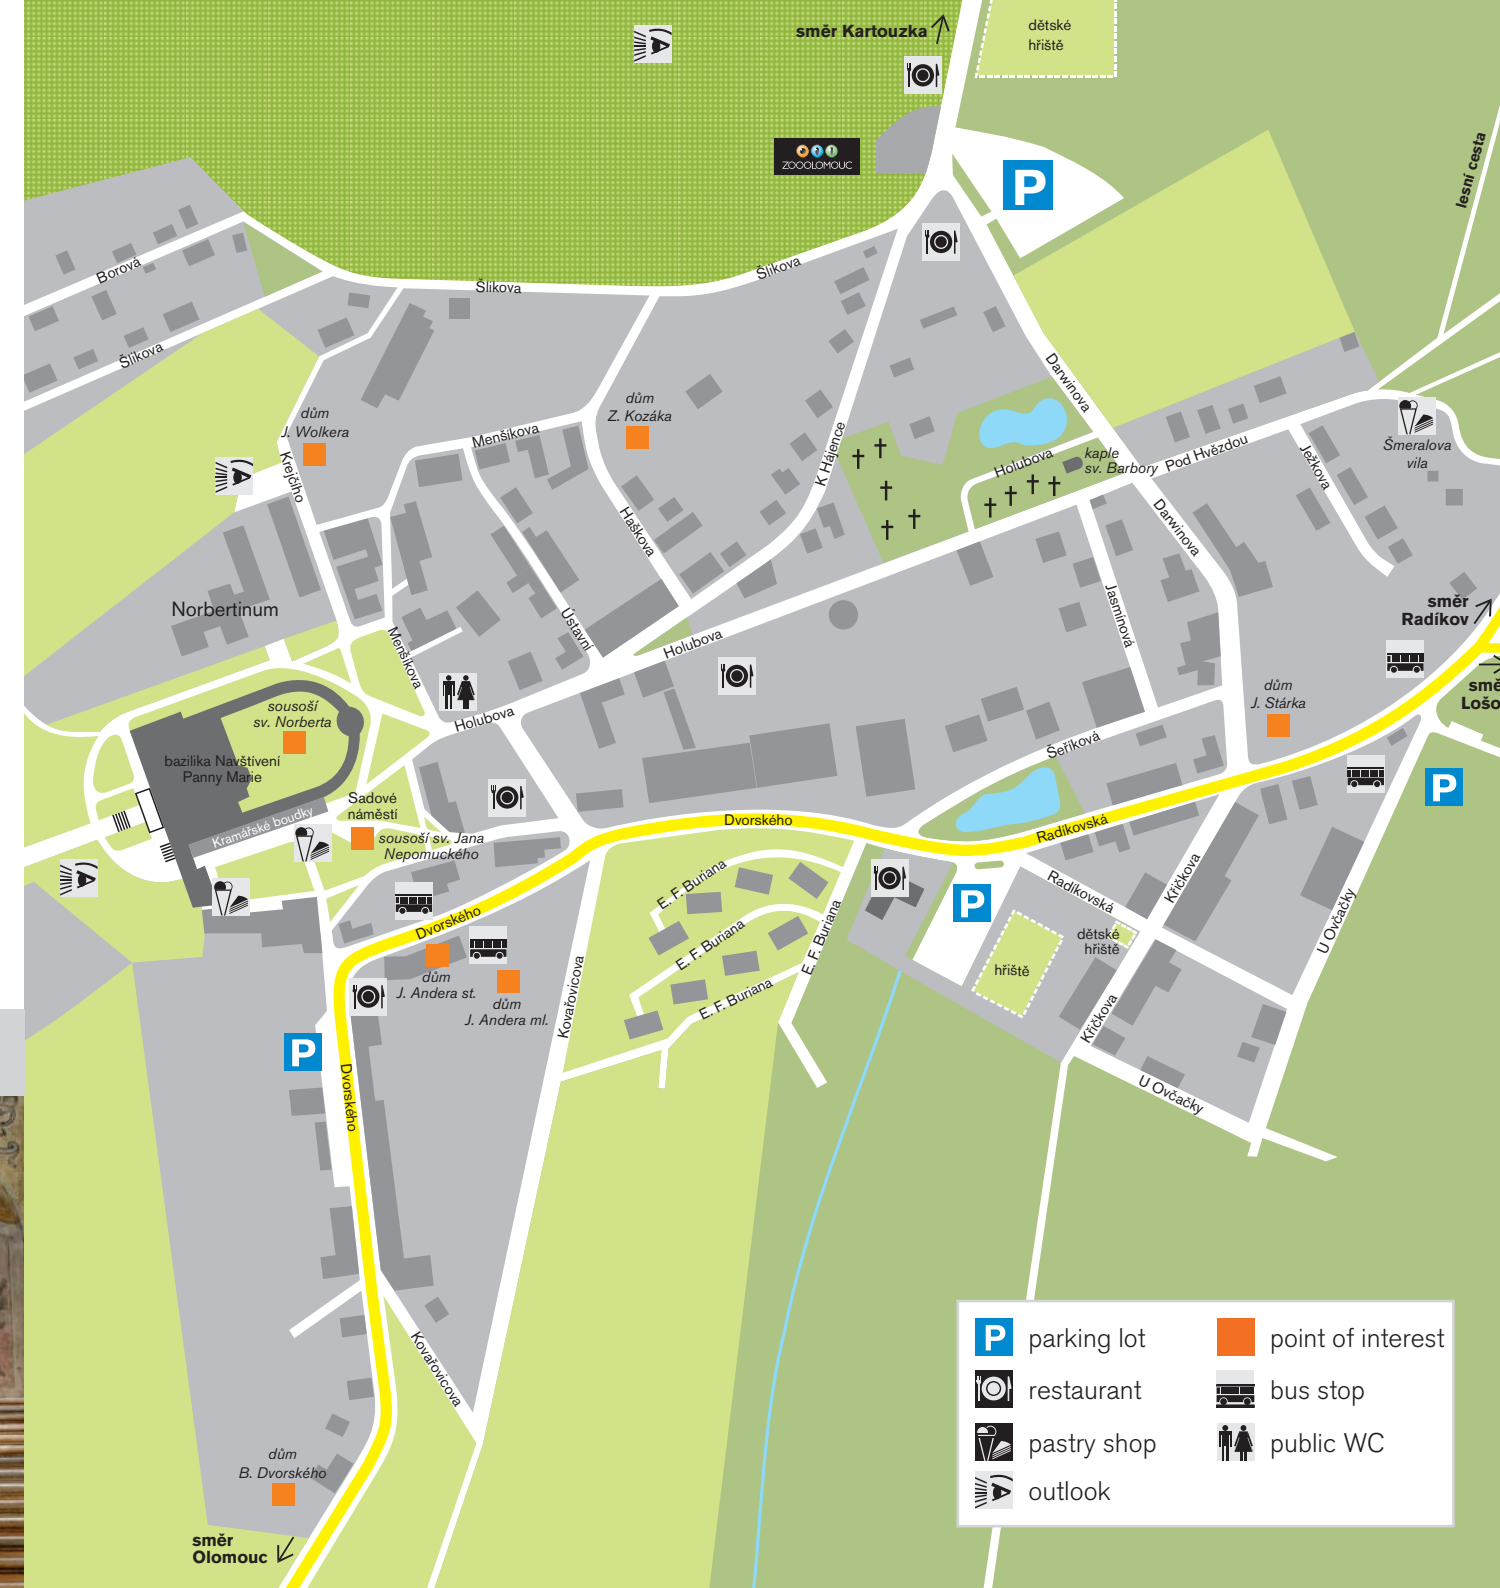 směr Kartouzka
dětské
hřiště
ZOOOLOMOUC
P
lesní cesta
Borová
Šlikova
Šlikova
Šlikova
dům
J. Wolkera
dům
Z. Kozáka
Menšíkova
K Hájence
Darwinova
Holubova
kaple
sv. Barbory
Pod Hvězdou
Ježkova
Šmeralova
vila
Krejčího
Haškova
Darwinova
Norbertinum
Menšíkova
Ústavní
Holubova
Jasmínová
směr
Radíkov
smě
Lošo
dům
J. Stárka
sousoší
sv. Norberta
Holubova
Šeříková
bazilika Navštívení
Panny Marie
Sadové
náměstí
Kramářské boudky
sousoší sv. Jana
Nepomuckého
P
Dvorského
Radíkovská
E. F. Buriana
Radíkovská
Křičkova
P
Dvorského
E. F. Buriana
E. F. Buriana
dětské
hřiště
U Ovčačky
hřiště
dům
J. Andera st.
dům
J. Andera ml.
Kovařovicova
E. F. Buriana
Křičkova
P
Dvorského
U Ovčačky
Kovařovicova
dům
B. Dvorského
směr
Olomouc
P parking lot
point of interest
restaurant
bus stop
pastry shop
public WC
outlook